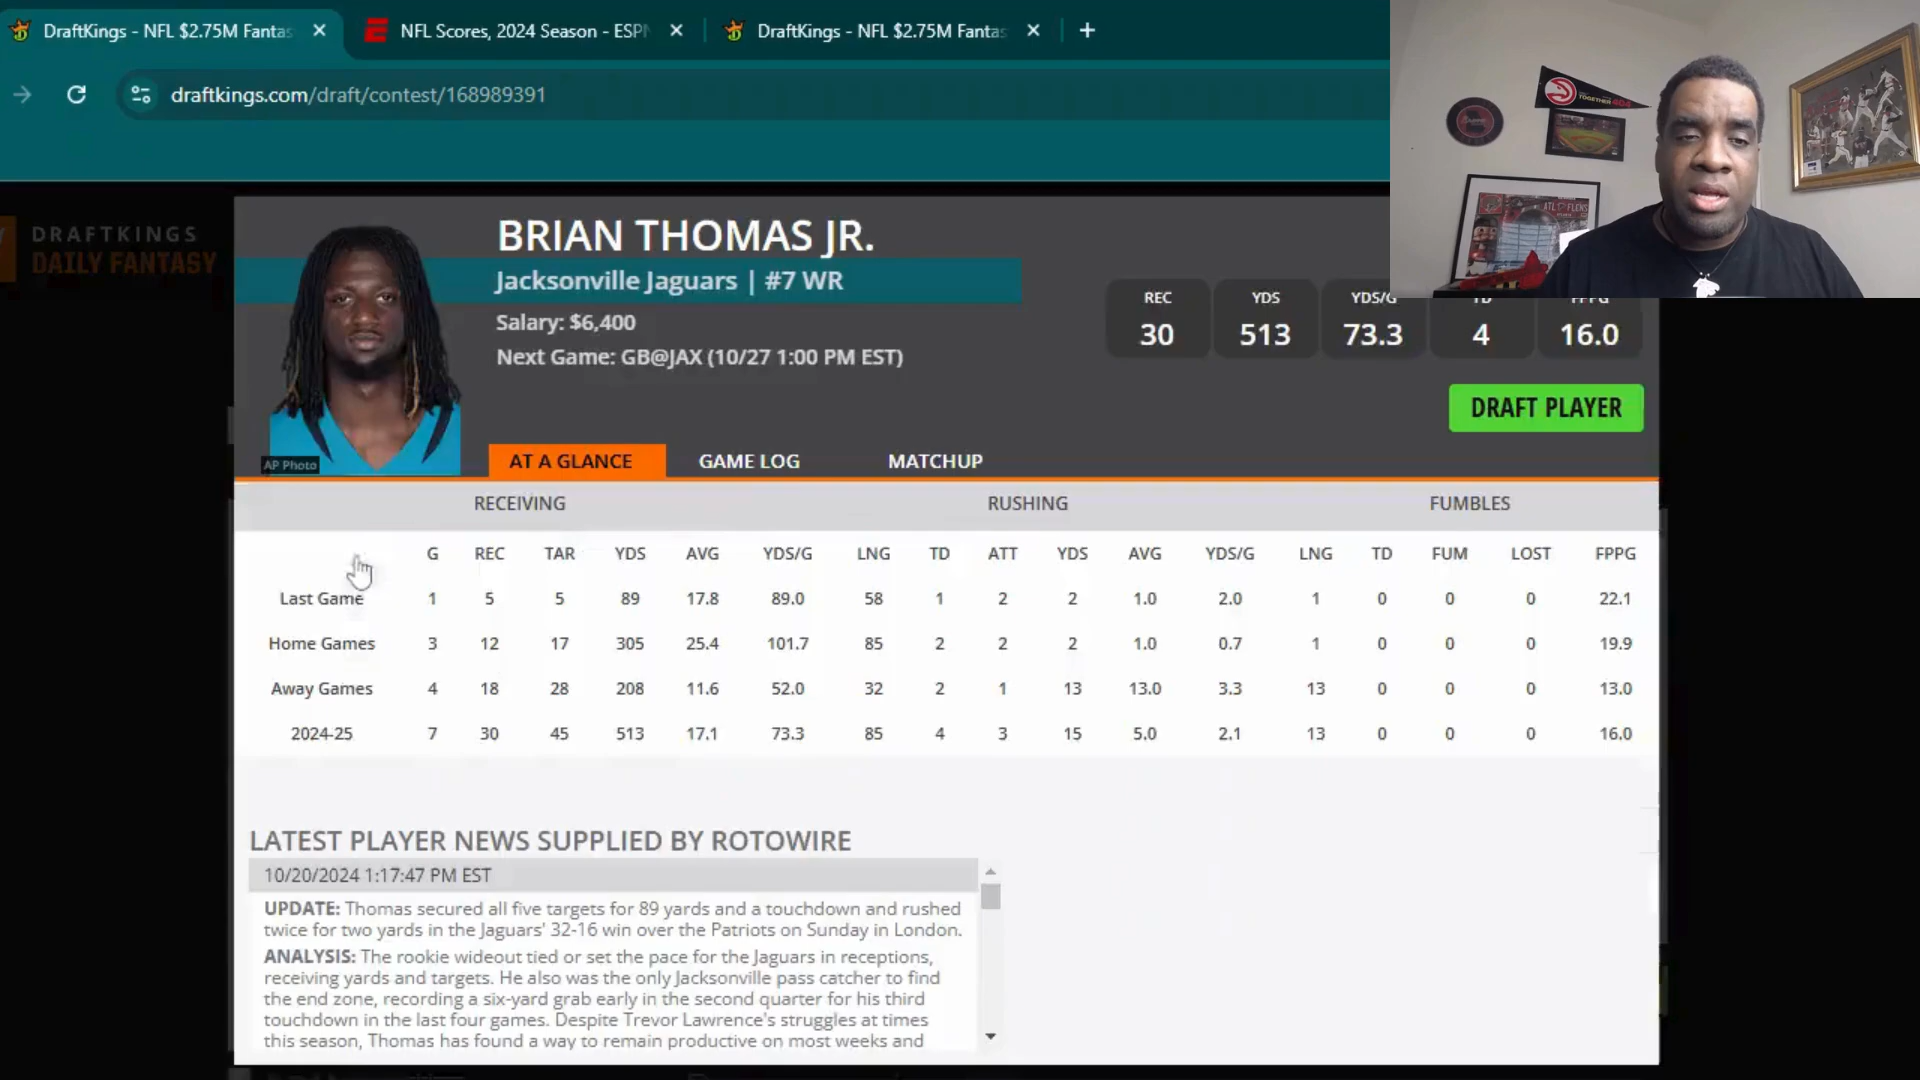 DraftKings - NFL $2.75M Fantas
NFL Scores, 2024 Season - ESPN
DraftKings - NFL $2.75M Fantas
draftkings.com/draft/contest/168989391
TOGETHER 404
DRAFTKINGS
DAILY FANTASY
BRIAN THOMAS JR.
Jacksonville Jaguars | #7 WR
Salary: $6,400
Next Game: GB@JAX (10/27 1:00 PM EST)
AP Photo
REC YDS YDS/G TD FPPG
30 513 73.3 4 16.0
DRAFT PLAYER
AT A GLANCE GAME LOG MATCHUP
RECEIVING RUSHING FUMBLES
G REC TAR YDS AVG YDS/G LNG TD ATT YDS AVG YDS/G LNG TD FUM LOST FPPG
Last Game 1 5 5 89 17.8 89.0 58 1 2 2 1.0 2.0 1 0 0 0 22.1
Home Games 3 12 17 305 25.4 101.7 85 2 2 2 1.0 0.7 1 0 0 0 19.9
Away Games 4 18 28 208 11.6 52.0 32 2 1 13 13.0 3.3 13 0 0 0 13.0
2024-25 7 30 45 513 17.1 73.3 85 4 3 15 5.0 2.1 13 0 0 0 16.0
LATEST PLAYER NEWS SUPPLIED BY ROTOWIRE
10/20/2024 1:17:47 PM EST
UPDATE: Thomas secured all five targets for 89 yards and a touchdown and rushed
twice for two yards in the Jaguars' 32-16 win over the Patriots on Sunday in London.
ANALYSIS: The rookie wideout tied or set the pace for the Jaguars in receptions,
receiving yards and targets. He also was the only Jacksonville pass catcher to find
the end zone, recording a six-yard grab early in the second quarter for his third
touchdown in the last four games. Despite Trevor Lawrence's struggles at times
this season, Thomas has found a way to remain productive on most weeks and